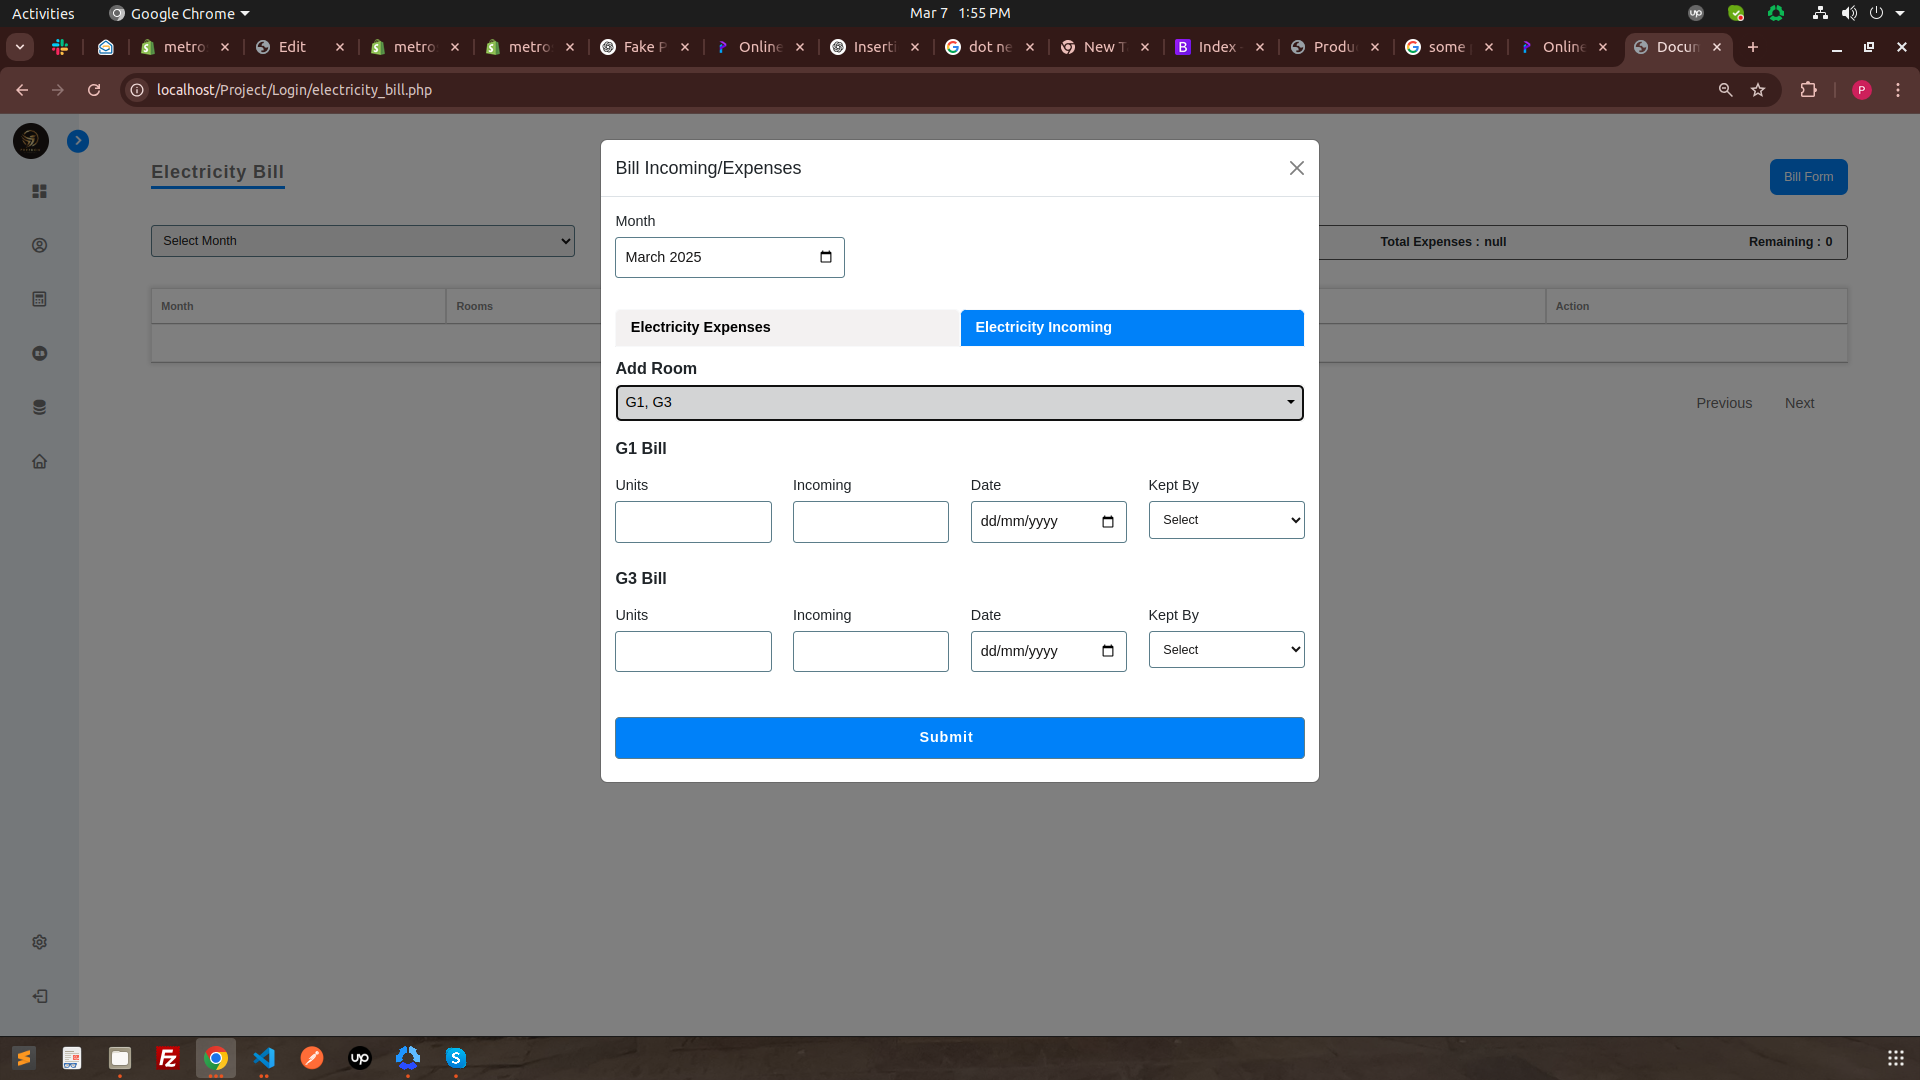 Activities
Google Chrome
Mar 7 1:55 PM
metro
Edit
metro
metro
Fake P
Online
Inserti
dot ne
New T
Index
Produ
some
Online
Docun
localhost/Project/Login/electricity_bill.php
P
Electricity Bill
Bill Form
Select Month
Total Expenses : null
Remaining : 0
Month
Rooms
Action
Previous
Next
Bill Incoming/Expenses
Month
March 2025
Electricity Expenses
Electricity Incoming
Add Room
G1, G3
G1 Bill
Units
Incoming
Date
Kept By
dd/mm/yyyy
Select
G3 Bill
Units
Incoming
Date
Kept By
dd/mm/yyyy
Select
Submit